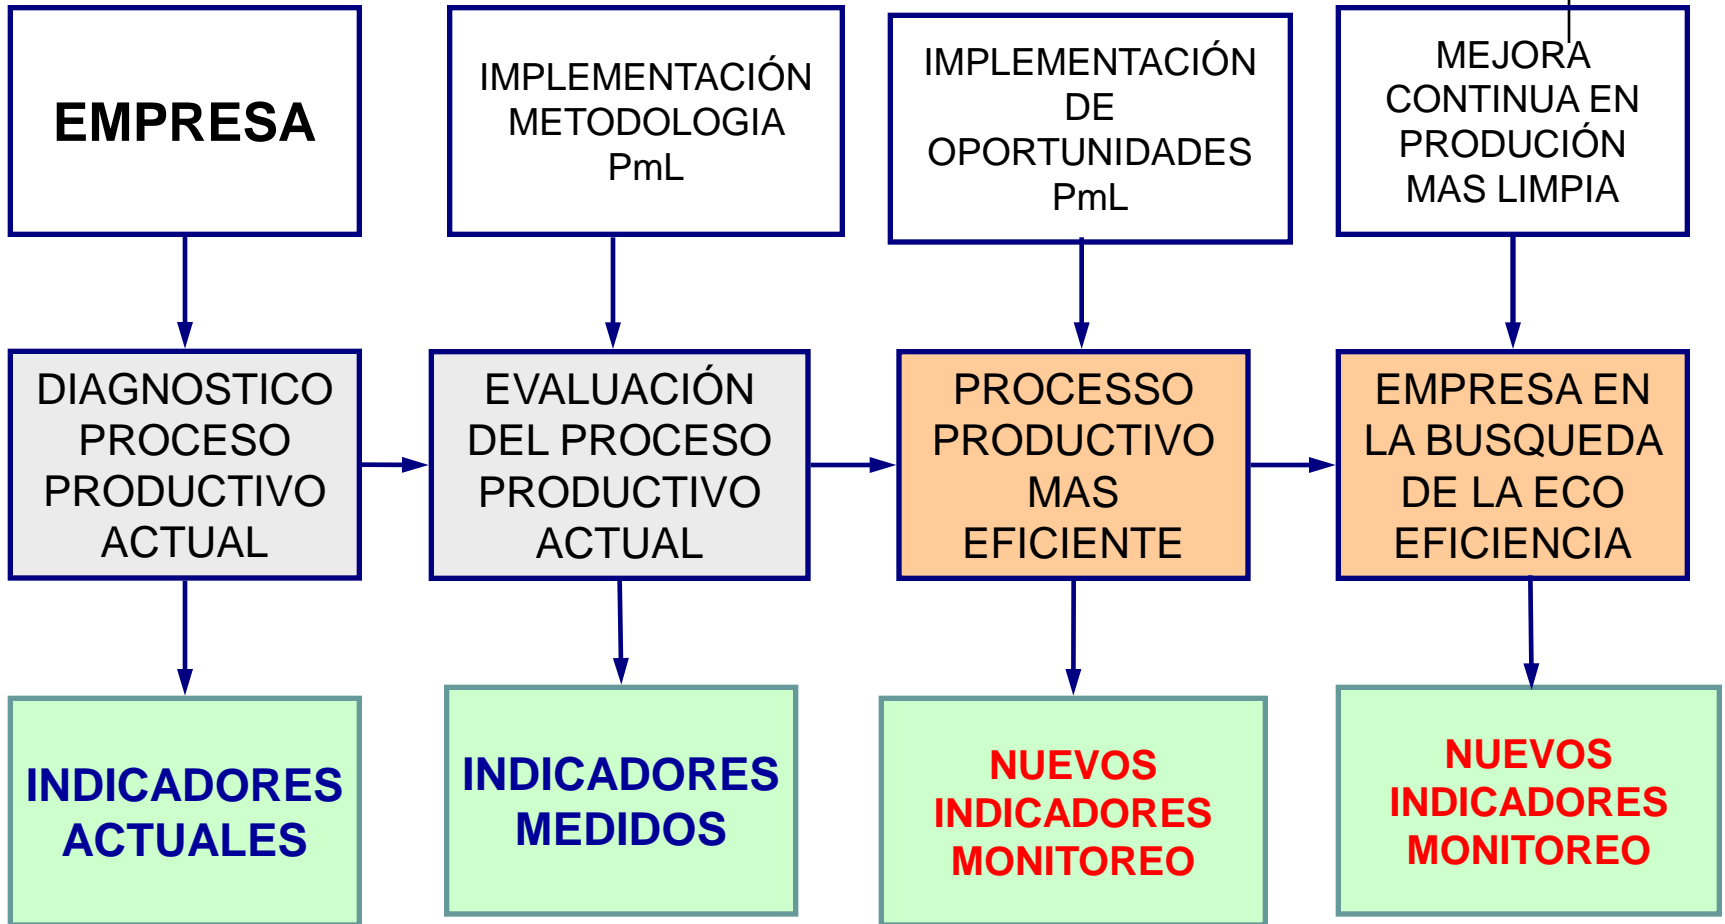 EMPRESA
IMPLEMENTACIÓN
METODOLOGIA
PmL
IMPLEMENTACIÓN
DE
OPORTUNIDADES
PmL
MEJORA
CONTINUA EN
PRODUCIÓN
MAS LIMPIA
DIAGNOSTICO
PROCESO
PRODUCTIVO
ACTUAL
EVALUACIÓN
DEL PROCESO
PRODUCTIVO
ACTUAL
PROCESSO
PRODUCTIVO
MAS
EFICIENTE
EMPRESA EN
LA BUSQUEDA
DE LA ECO
EFICIENCIA
INDICADORES
ACTUALES
INDICADORES
MEDIDOS
NUEVOS
INDICADORES
MONITOREO
NUEVOS
INDICADORES
MONITOREO